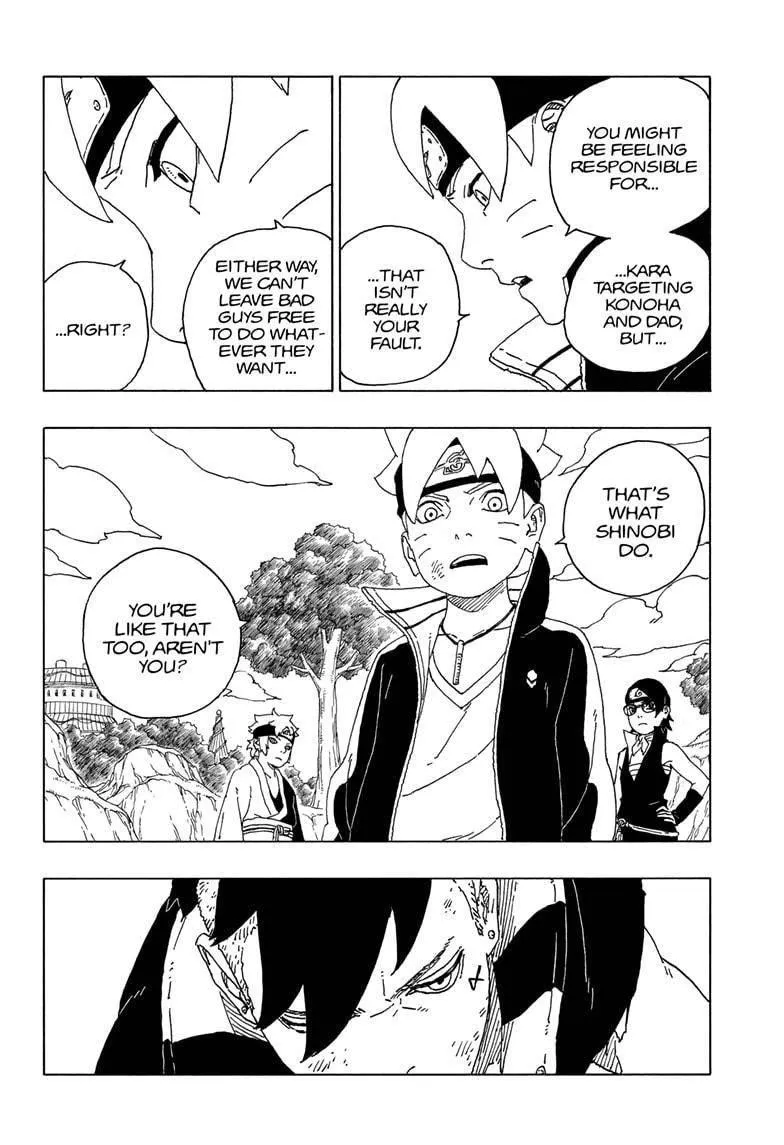 YOU MIGHT
BE FEELING
RESPONSIBLE
FOR...
...KARA
TARGETING
KONOHA
AND DAD,
BUT...
...THAT
ISN'T
REALLY
YOUR
FAULT.
EITHER WAY,
WE CAN'T
LEAVE BAD
GUYS FREE
TO DO WHAT-
EVER THEY
WANT...
...RIGHT?
THAT'S
WHAT
SHINOBI
DO.
YOU'RE
LIKE THAT
TOO, AREN'T
YOU?